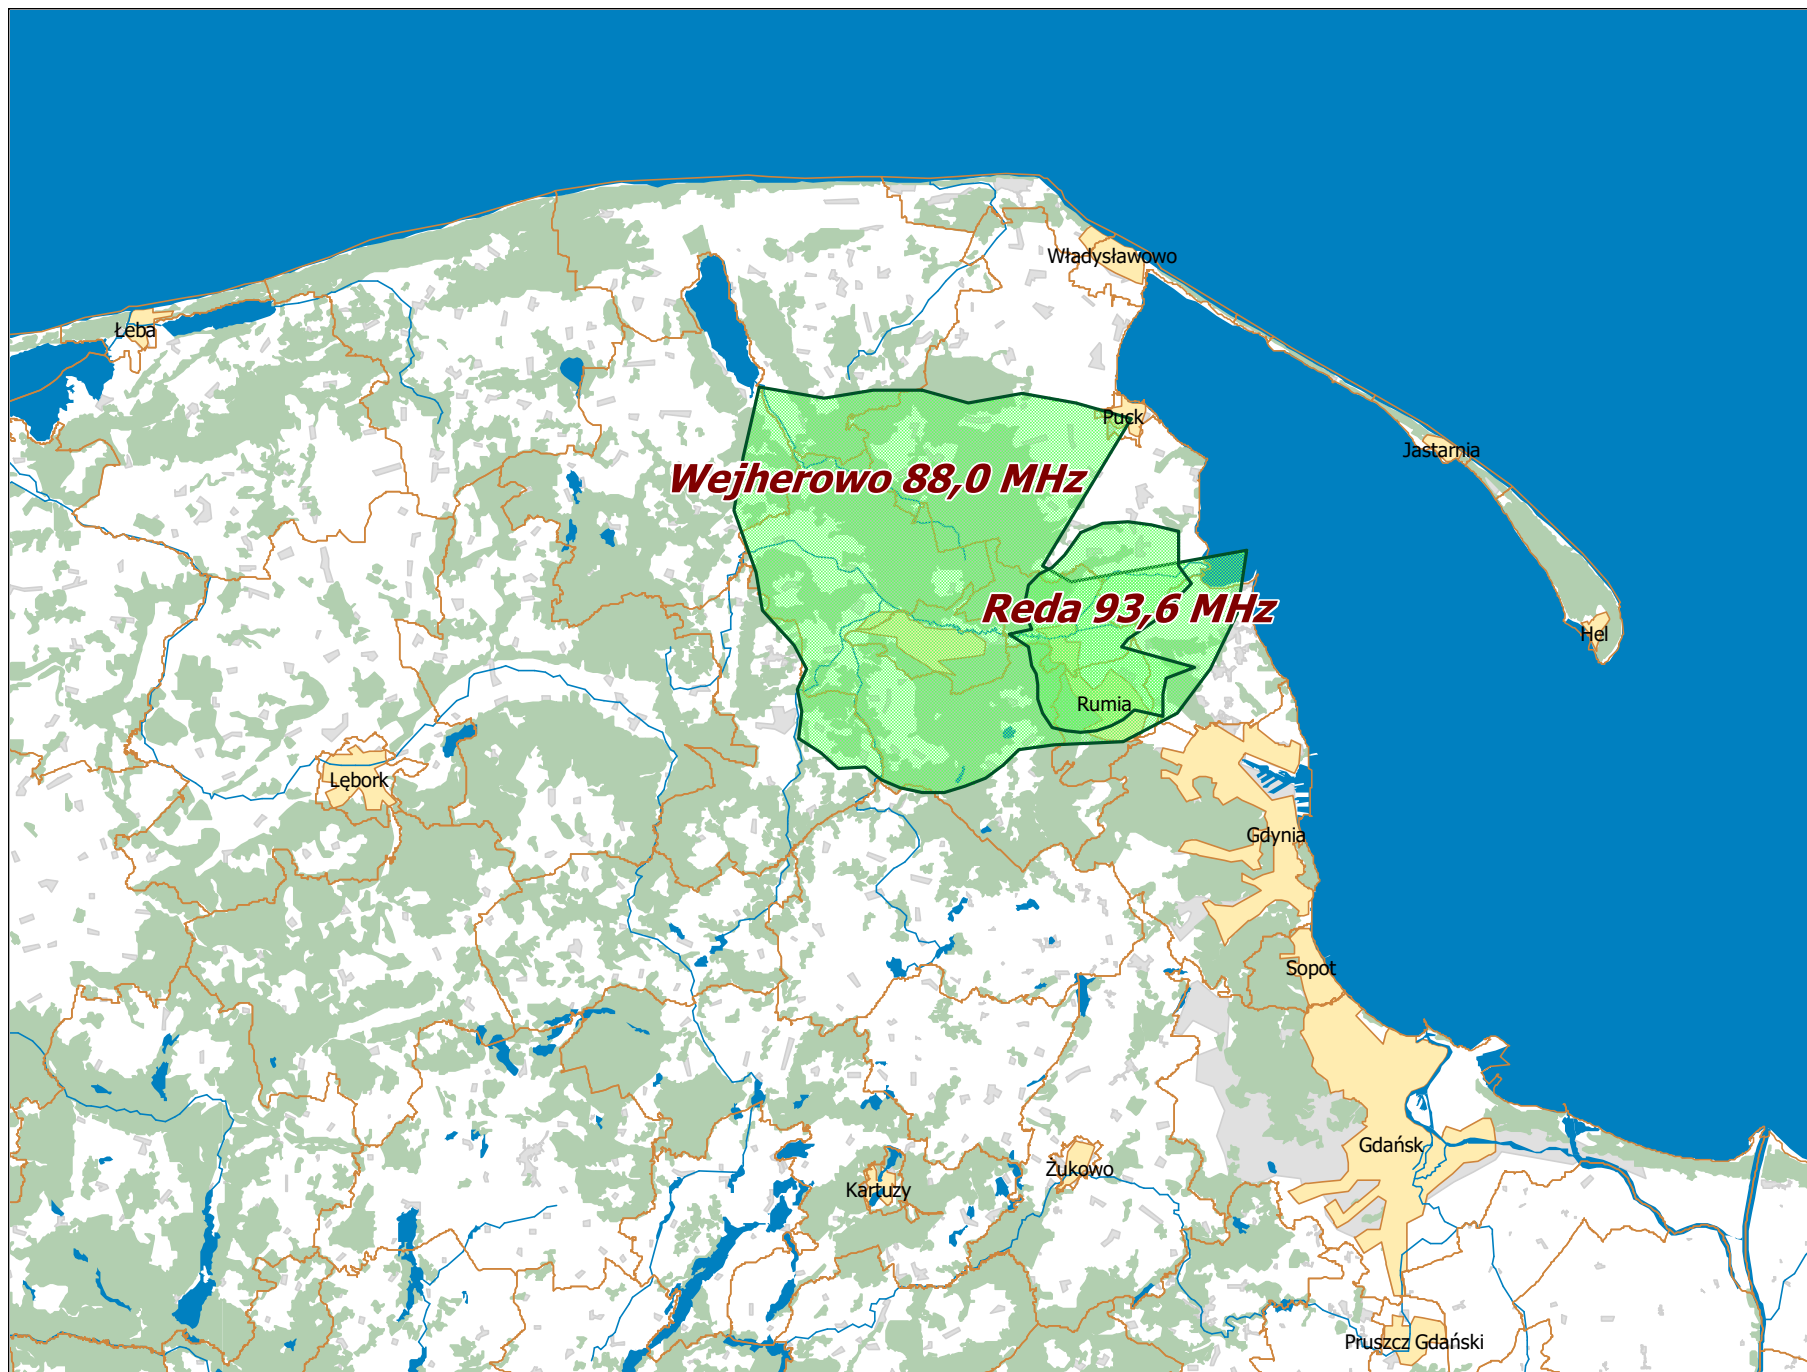 Władysławowo
Łeba
Puck
Jastarnia
Wejherowo 88,0 MHz
Reda 93,6 MHz
Hel
Rumia
Lębork
Gdynia
Sopot
Gdańsk
Żukowo
Kartuzy
Pruszcz Gdański